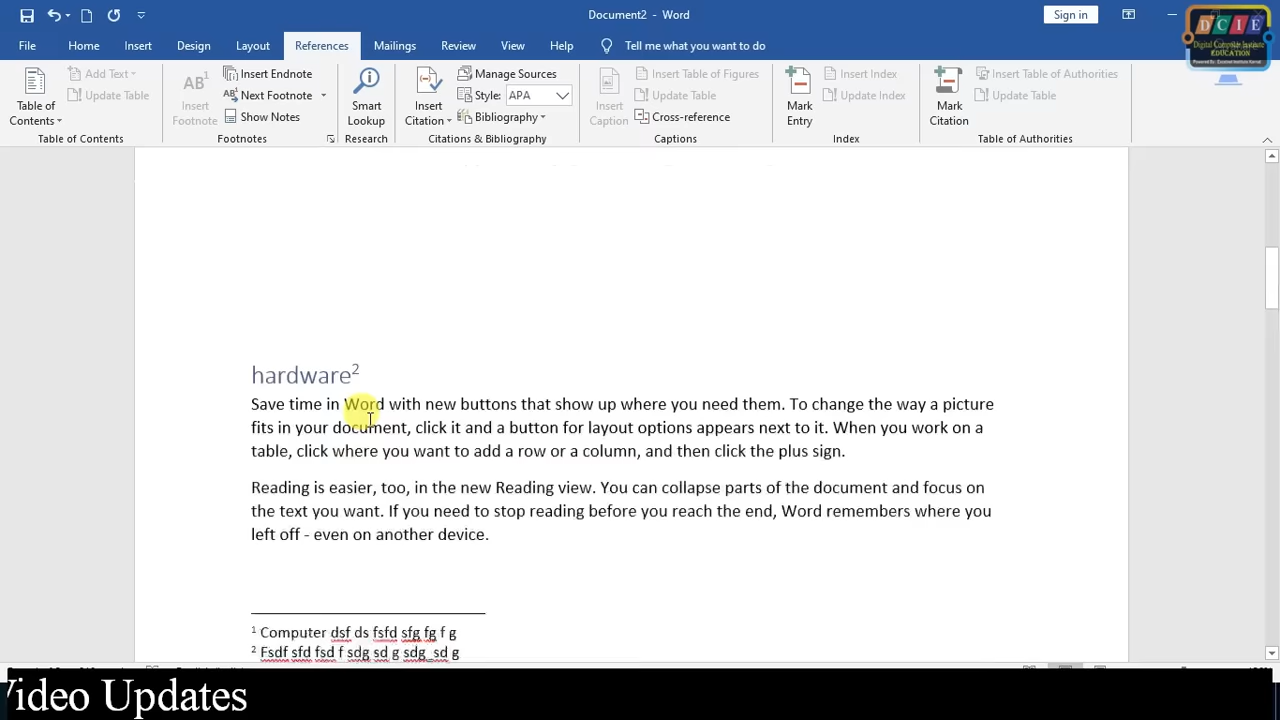 Document2 - Word
Sign in
DCIE
Digital Computer Institute
EDUCATION
File Home Insert Design Layout References Mailings Review View Help Tell me what you want to do
Table of Contents
Add Text
Update Table
Table of Contents
AB1
Insert Footnote
Insert Endnote
Next Footnote
Show Notes
Footnotes
Smart Lookup
Research
Insert Citation
Manage Sources
Style: APA
Bibliography
Citations & Bibliography
Insert Caption
Insert Table of Figures
Update Table
Cross-reference
Captions
Mark Entry
Insert Index
Update Index
Index
Mark Citation
Insert Table of Authorities
Update Table
Table of Authorities
hardware2
Save time in Word with new buttons that show up where you need them. To change the way a picture
fits in your document, click it and a button for layout options appears next to it. When you work on a
table, click where you want to add a row or a column, and then click the plus sign.
Reading is easier, too, in the new Reading view. You can collapse parts of the document and focus on
the text you want. If you need to stop reading before you reach the end, Word remembers where you
left off - even on another device.
1 Computer dsf ds fsfd sfg fg f g
2 Fsdf sfd fsd f sdg sd g sdg sd g
Video Updates